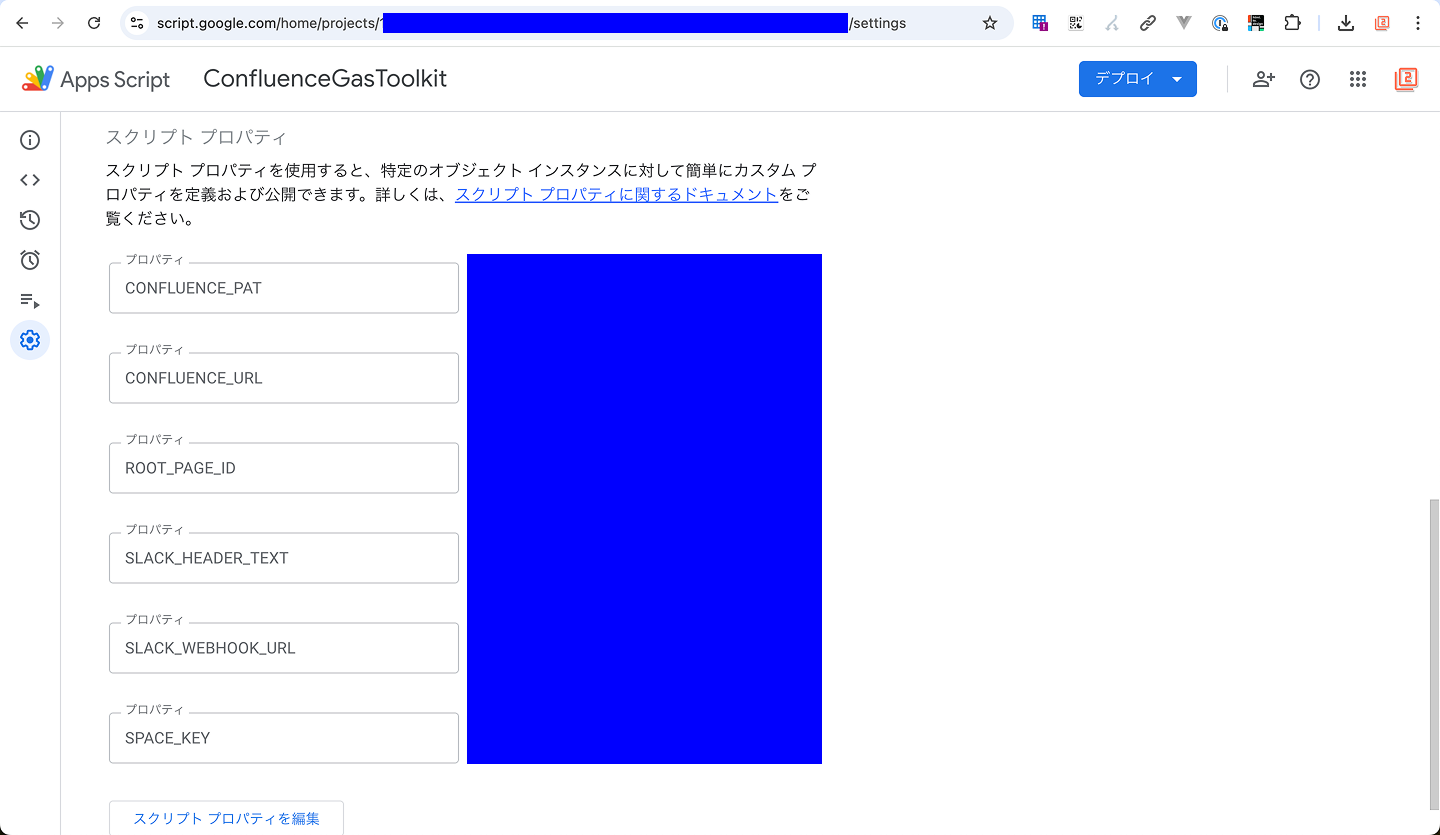 script.google.com/home/projects/
/settings
Apps Script
ConfluenceGasToolkit
デプロイ
スクリプト プロパティ
スクリプト プロパティを使用すると、特定のオブジェクト インスタンスに対して簡単にカスタム プ
ロパティを定義および公開できます。詳しくは、スクリプト プロパティに関するドキュメントをご
覧ください。
プロパティ
CONFLUENCE_PAT
プロパティ
CONFLUENCE_URL
プロパティ
ROOT_PAGE_ID
プロパティ
SLACK_HEADER_TEXT
プロパティ
SLACK_WEBHOOK_URL
プロパティ
SPACE_KEY
スクリプト プロパティを編集